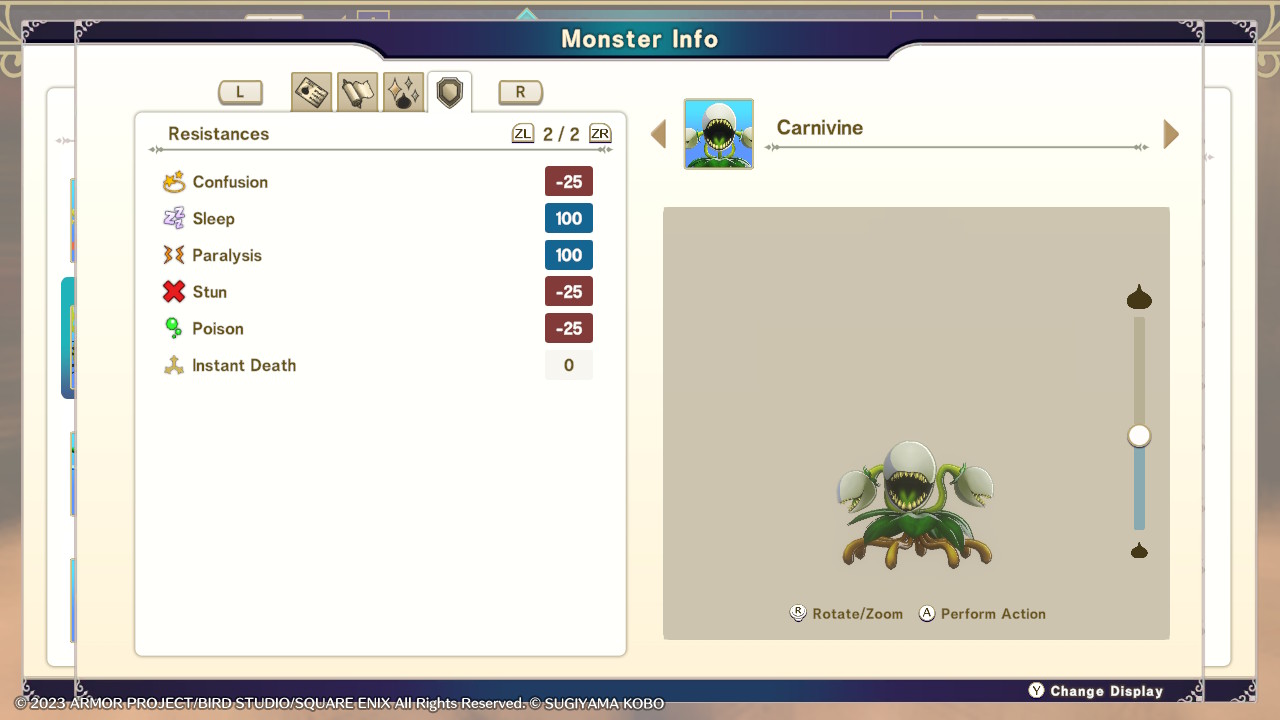 Monster Info
L
R
Resistances
ZL 2 / 2 ZR
Carnivine
Confusion -25
Sleep 100
Paralysis 100
Stun -25
Poison -25
Instant Death 0
R Rotate/Zoom A Perform Action
Y Change Display
© 2023 ARMOR PROJECT/BIRD STUDIO/SQUARE ENIX All Rights Reserved. © SUGIYAMA KOBO